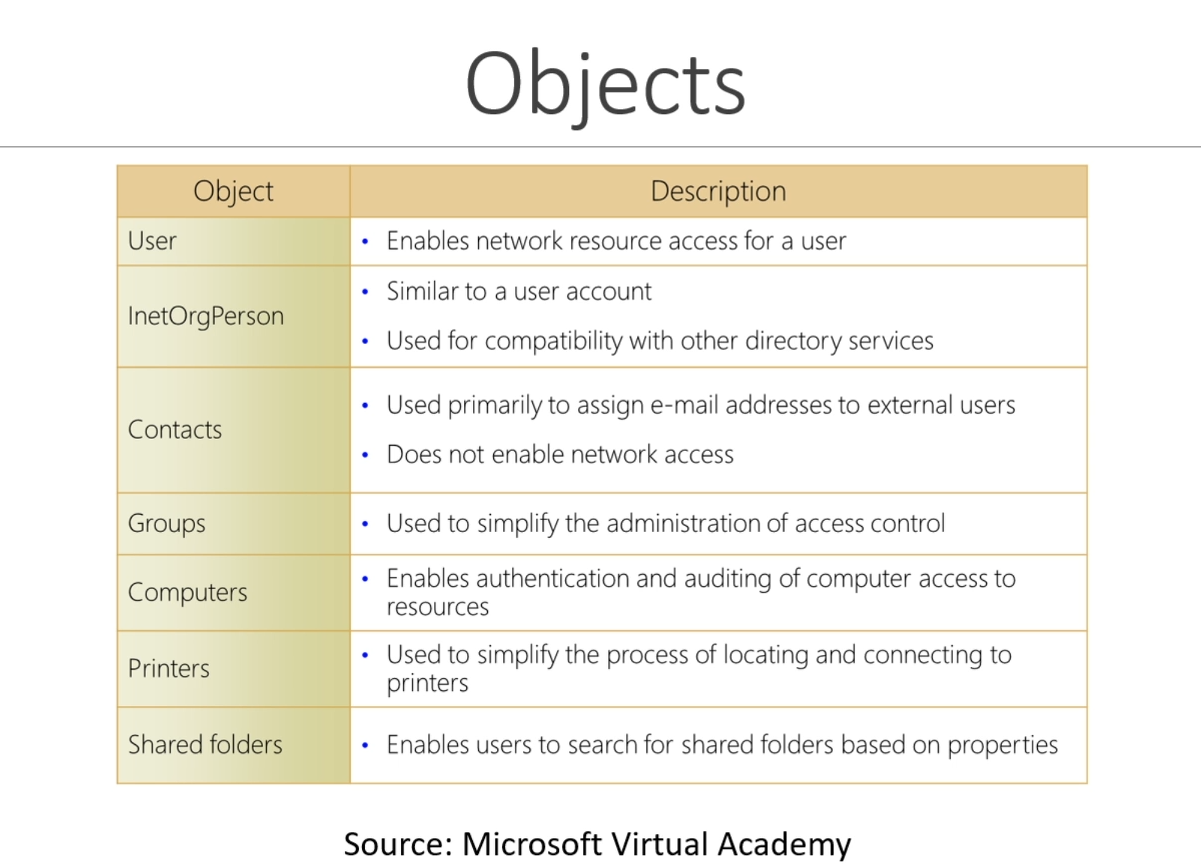 Objects
Object
Description
User
• Enables network resource access for a user
InetOrgPerson
• Similar to a user account
• Used for compatibility with other directory services
Contacts
• Used primarily to assign e-mail addresses to external users
• Does not enable network access
Groups
• Used to simplify the administration of access control
Computers
• Enables authentication and auditing of computer access to
resources
Printers
• Used to simplify the process of locating and connecting to
printers
Shared folders
• Enables users to search for shared folders based on properties
Source: Microsoft Virtual Academy